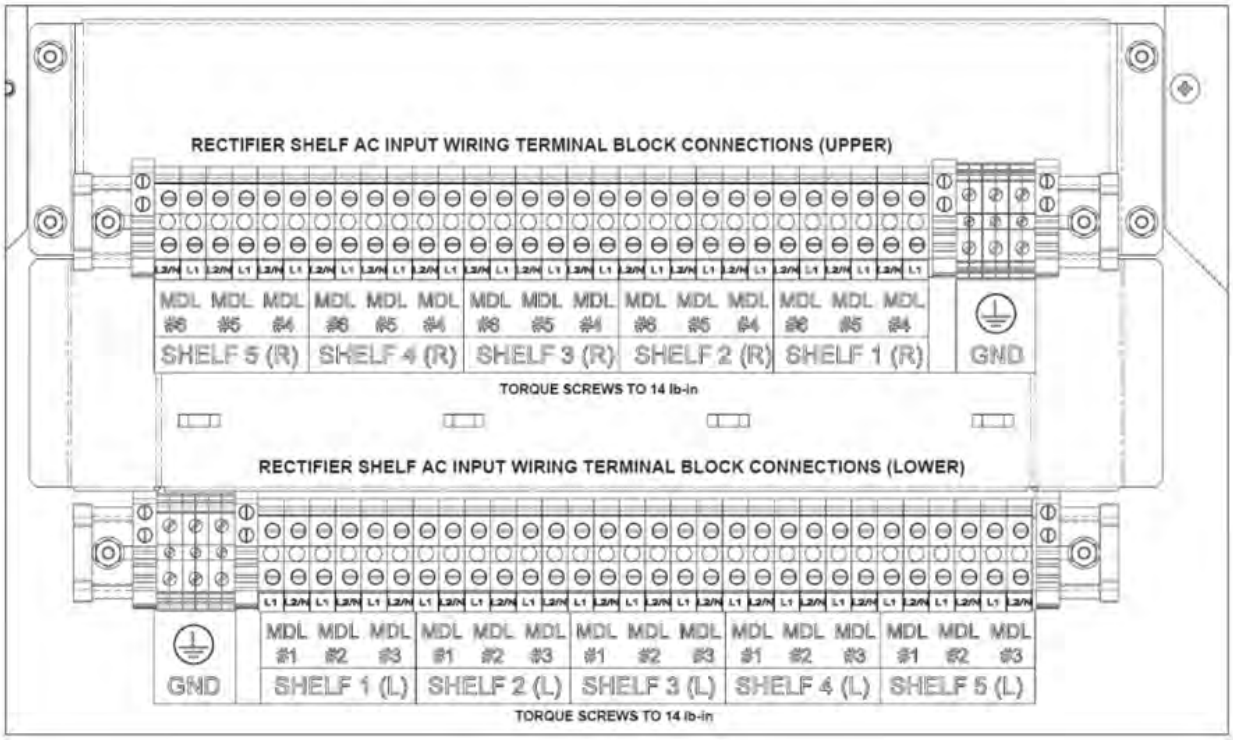 RECTIFIER SHELF AC INPUT WIRING TERMINAL BLOCK CONNECTIONS (UPPER)
L2/N L1 L2/N L1 L2/N L1 L2/N L1 L2/N L1 L2/N L1 L2/N L1 L2/N L1 L2/N L1 L2/N L1 L2/N L1 L2/N L1 L2/N L1 L2/N L1 L2/N L1
MDL MDL MDL MDL MDL MDL MDL MDL MDL MDL MDL MDL MDL MDL MDL
#6 #5 #4 #6 #5 #4 #6 #5 #4 #6 #5 #4 #6 #5 #4
SHELF 5 (R) SHELF 4 (R) SHELF 3 (R) SHELF 2 (R) SHELF 1 (R) GND
TORQUE SCREWS TO 14 lb-in
RECTIFIER SHELF AC INPUT WIRING TERMINAL BLOCK CONNECTIONS (LOWER)
L1 L2/N L1 L2/N L1 L2/N L1 L2/N L1 L2/N L1 L2/N L1 L2/N L1 L2/N L1 L2/N L1 L2/N L1 L2/N L1 L2/N L1 L2/N L1 L2/N L1 L2/N
MDL MDL MDL MDL MDL MDL MDL MDL MDL MDL MDL MDL MDL MDL MDL
#1 #2 #3 #1 #2 #3 #1 #2 #3 #1 #2 #3 #1 #2 #3
GND SHELF 1 (L) SHELF 2 (L) SHELF 3 (L) SHELF 4 (L) SHELF 5 (L)
TORQUE SCREWS TO 14 lb-in